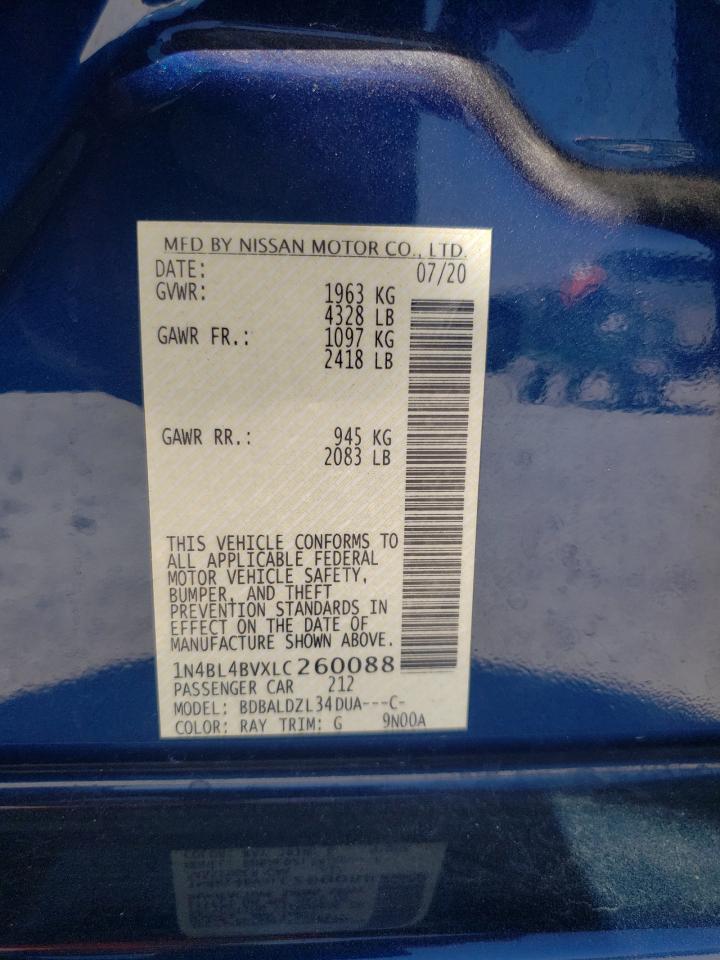 MFD BY NISSAN MOTOR CO., LTD.
DATE: 07/20
GVWR: 1963 KG
4328 LB
GAWR FR.: 1097 KG
2418 LB
GAWR RR.: 945 KG
2083 LB
THIS VEHICLE CONFORMS TO
ALL APPLICABLE FEDERAL
MOTOR VEHICLE SAFETY,
BUMPER, AND THEFT
PREVENTION STANDARDS IN
EFFECT ON THE DATE OF
MANUFACTURE SHOWN ABOVE.
1N4BL4BVXLC260088
PASSENGER CAR 212
MODEL: BDBALDZL34DUA---C-
COLOR: RAY TRIM: G 9N00A